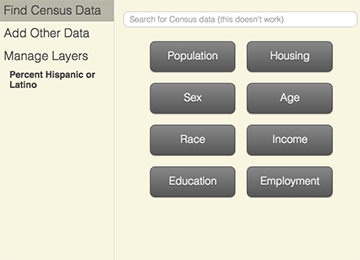 Find Census Data
Add Other Data
Manage Layers
Percent Hispanic or
Latino
Search for Census data (this doesn't work)
Population
Housing
Sex
Age
Race
Income
Education
Employment